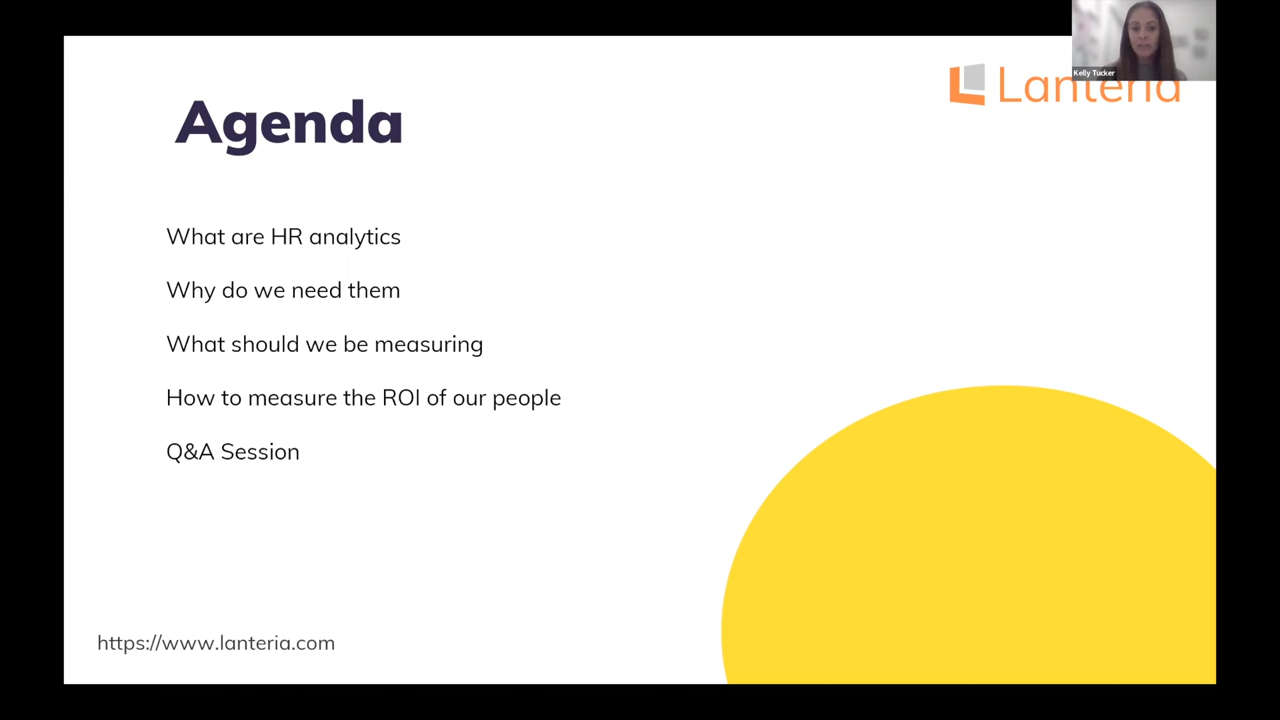 Kelly Tucker
Lanteria
Agenda
What are HR analytics
Why do we need them
What should we be measuring
How to measure the ROI of our people
Q&A Session
https://www.lanteria.com